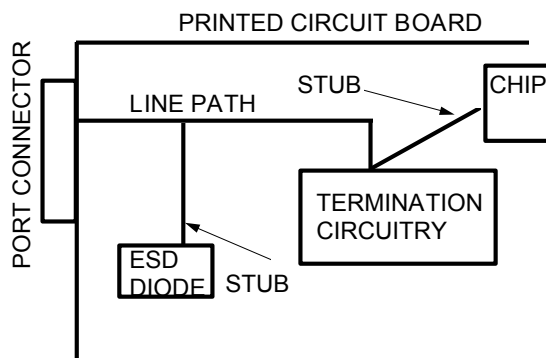 PRINTED CIRCUIT BOARD
PORT CONNECTOR
LINE PATH
STUB
CHIP
TERMINATION
CIRCUITRY
ESD
DIODE
STUB